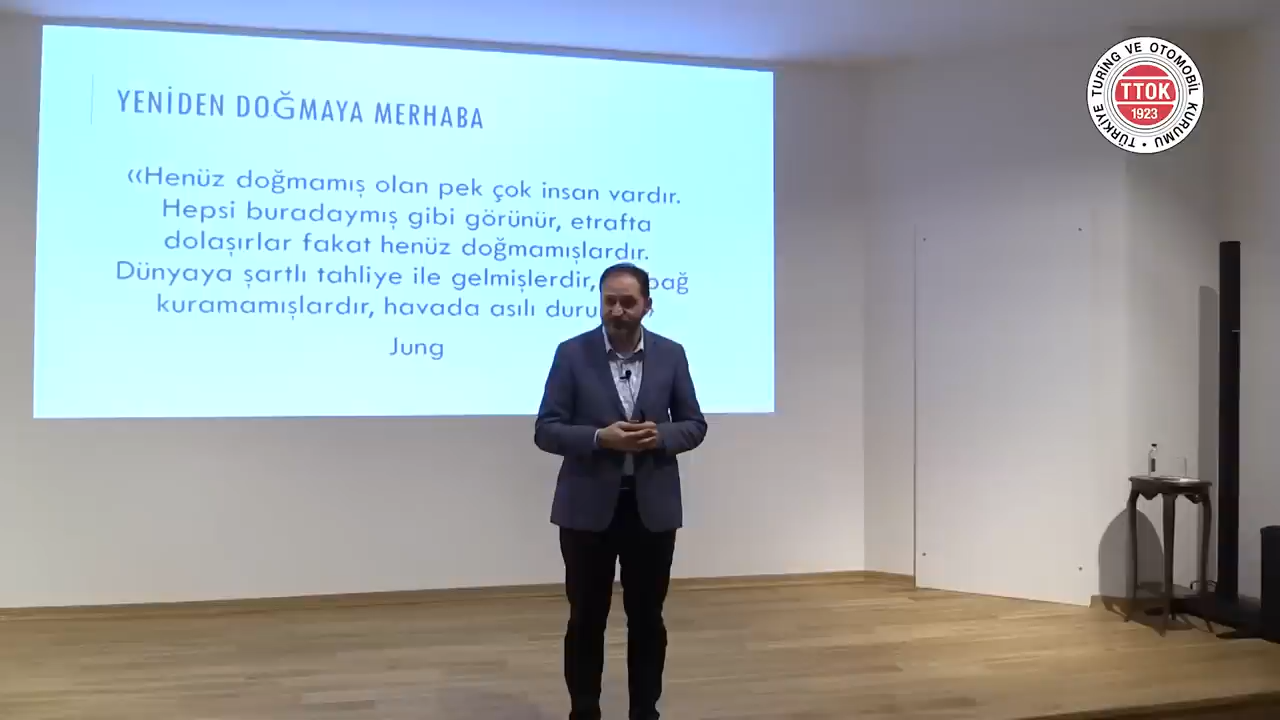 YENİDEN DOĞMAYA MERHABA
‹‹Henüz doğmamış olan pek çok insan vardır.
Hepsi buradaymış gibi görünür, etrafta
dolaşırlar fakat henüz doğmamışlardır.
Dünyaya şartlı tahliye ile gelmişlerdir, bağ
kuramamışlardır, havada asılı
Jung
TÜRKİYE TURİNG VE OTOMOBİL KURUMU
TTOK
1923